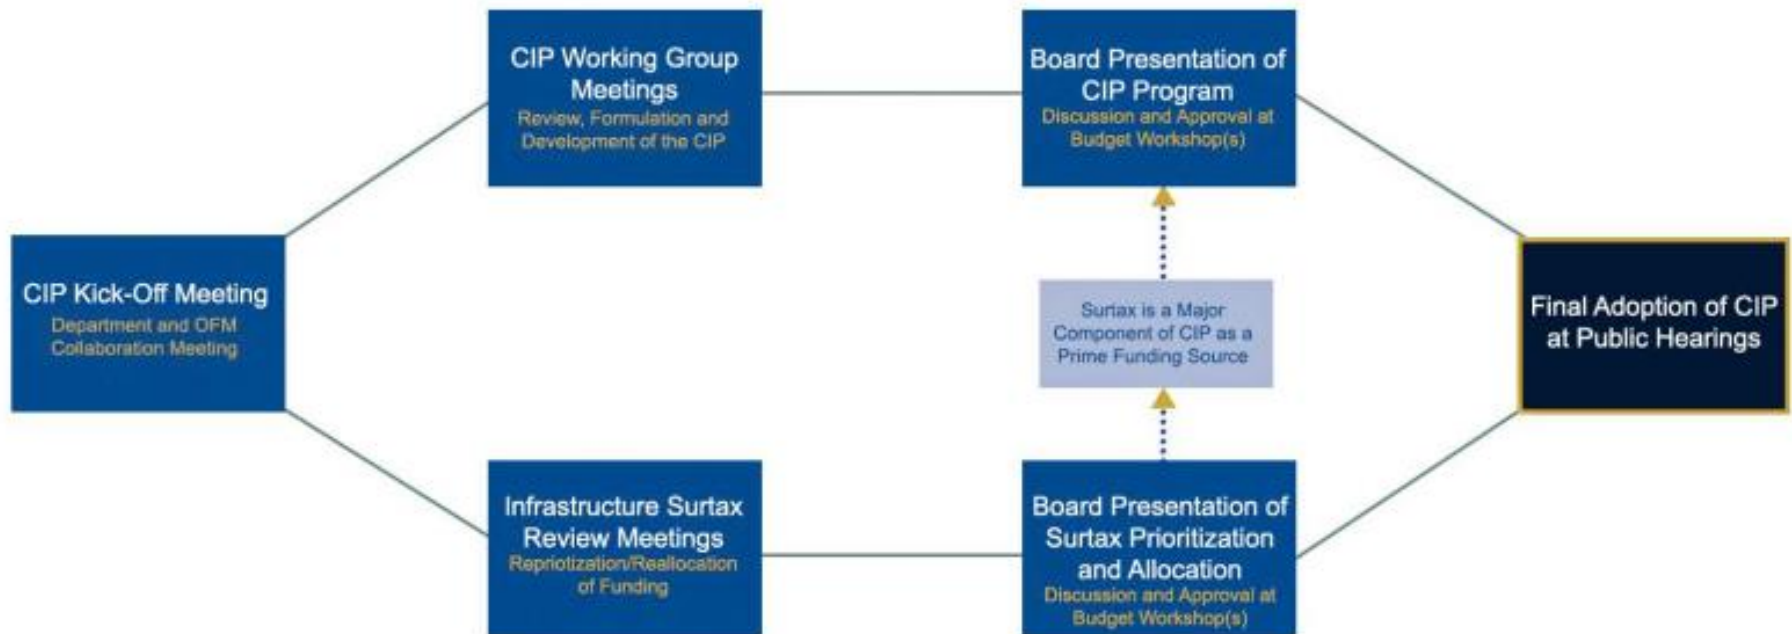 CIP Working Group
Meetings
Review, Formulation and
Development of the CIP
Board Presentation of
CIP Program
Discussion and Approval at
Budget Workshop(s)
CIP Kick-Off Meeting
Department and OFM
Collaboration Meeting
Surtax is a Major
Component of CIP as a
Prime Funding Source
Final Adoption of CIP
at Public Hearings
Infrastructure Surtax
Review Meetings
Repriotization/Reallocation
of Funding
Board Presentation of
Surtax Prioritization
and Allocation
Discussion and Approval at
Budget Workshop(s)